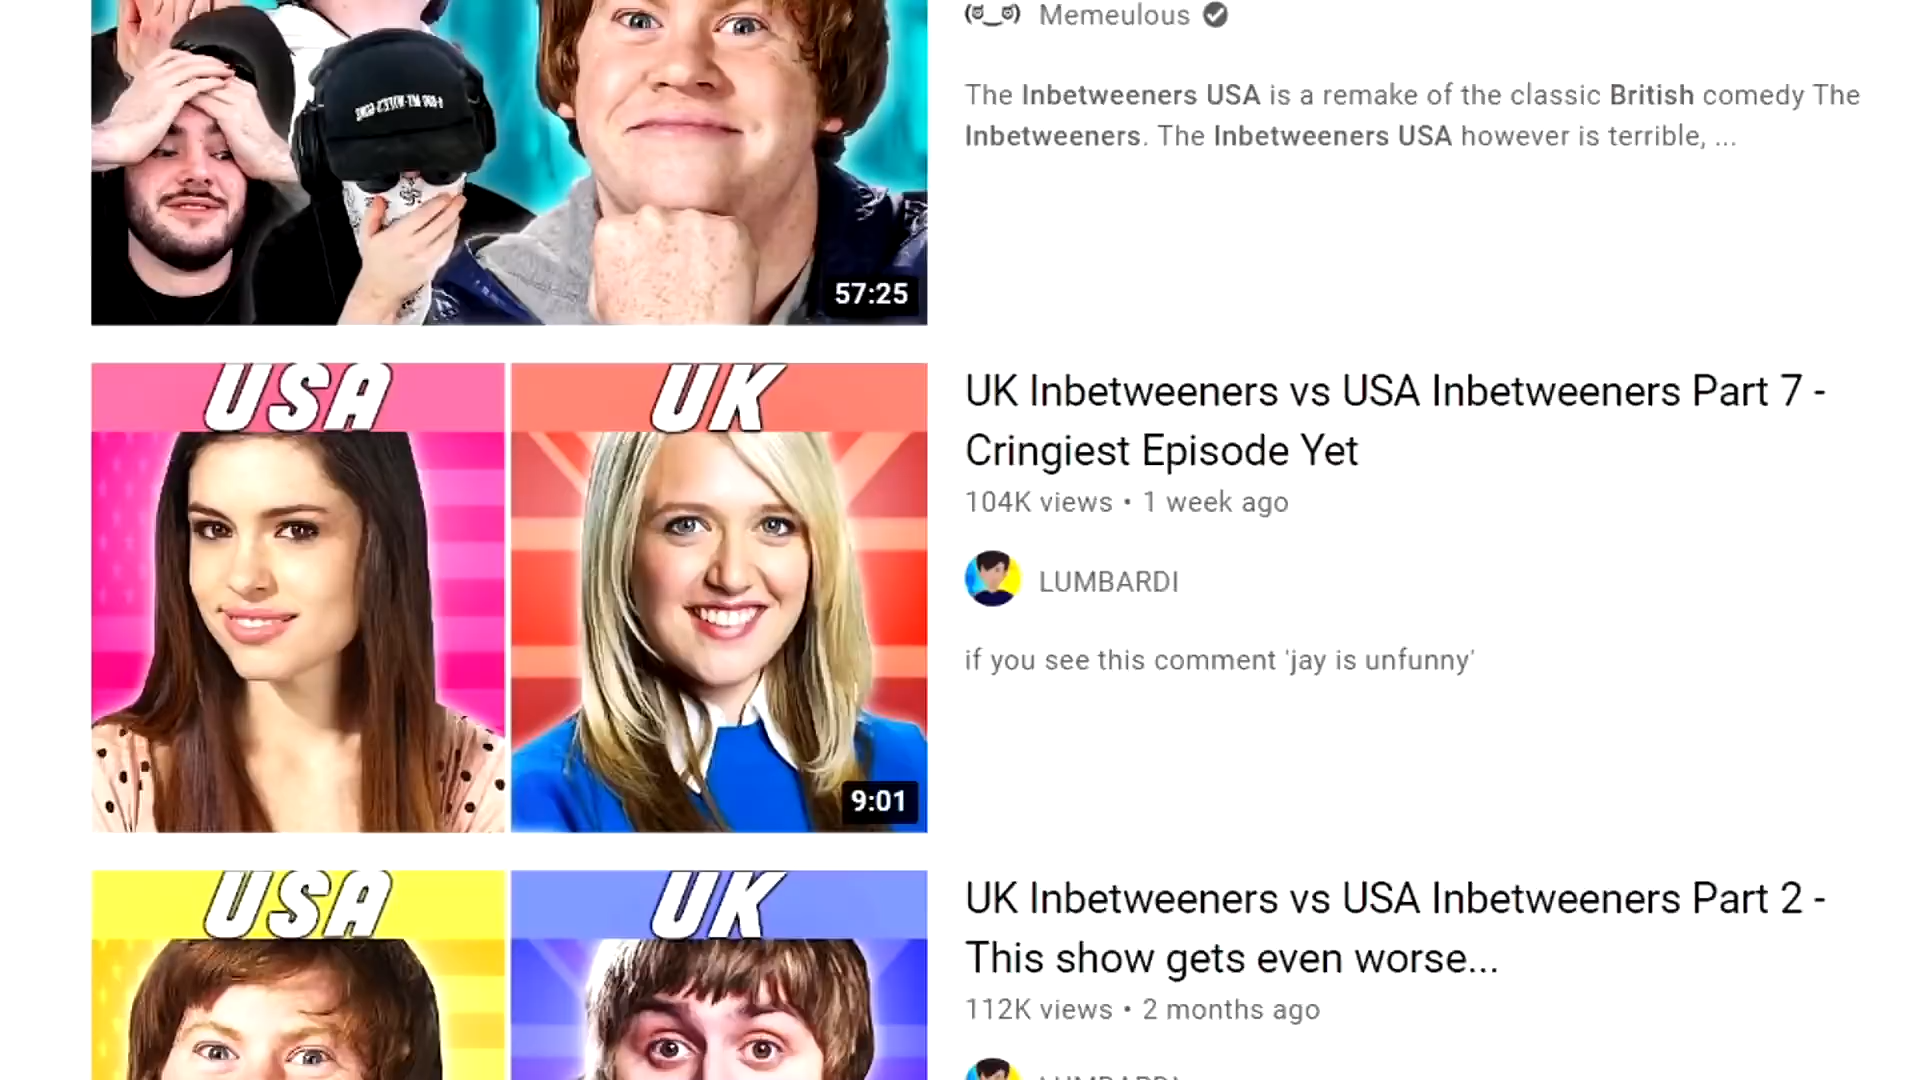 Memeulous
The Inbetweeners USA is a remake of the classic British comedy The
Inbetweeners. The Inbetweeners USA however is terrible, ...
57:25
USA
UK
UK Inbetweeners vs USA Inbetweeners Part 7 -
Cringiest Episode Yet
104K views • 1 week ago
LUMBARDI
if you see this comment 'jay is unfunny'
9:01
USA
UK
UK Inbetweeners vs USA Inbetweeners Part 2 -
This show gets even worse...
112K views • 2 months ago
LUMBARDI